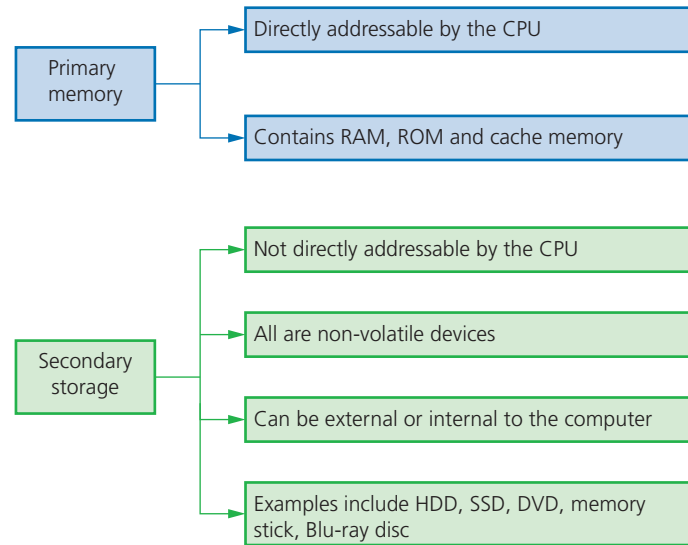 Primary
memory
Directly addressable by the CPU
Contains RAM, ROM and cache memory
Secondary
storage
Not directly addressable by the CPU
All are non-volatile devices
Can be external or internal to the computer
Examples include HDD, SSD, DVD, memory
stick, Blu-ray disc